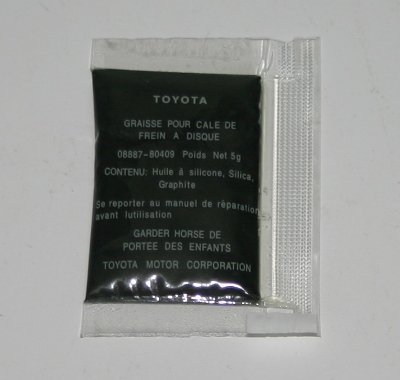 TOYOTA
GRAISSE POUR CALE DE
FREIN A DISQUE
08887-80409 Poids Net 5g
CONTENU: Huile à silicone, Silica,
Graphite
Se reporter au manuel de réparation
avant lutilisation
GARDER HORSE DE
PORTEE DES ENFANTS
TOYOTA MOTOR CORPORATION